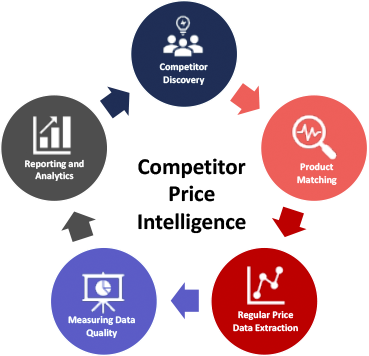 Competitor
Discovery
Product
Matching
Regular Price
Data Extraction
Measuring Data
Quality
Reporting and
Analytics
Competitor
Price
Intelligence